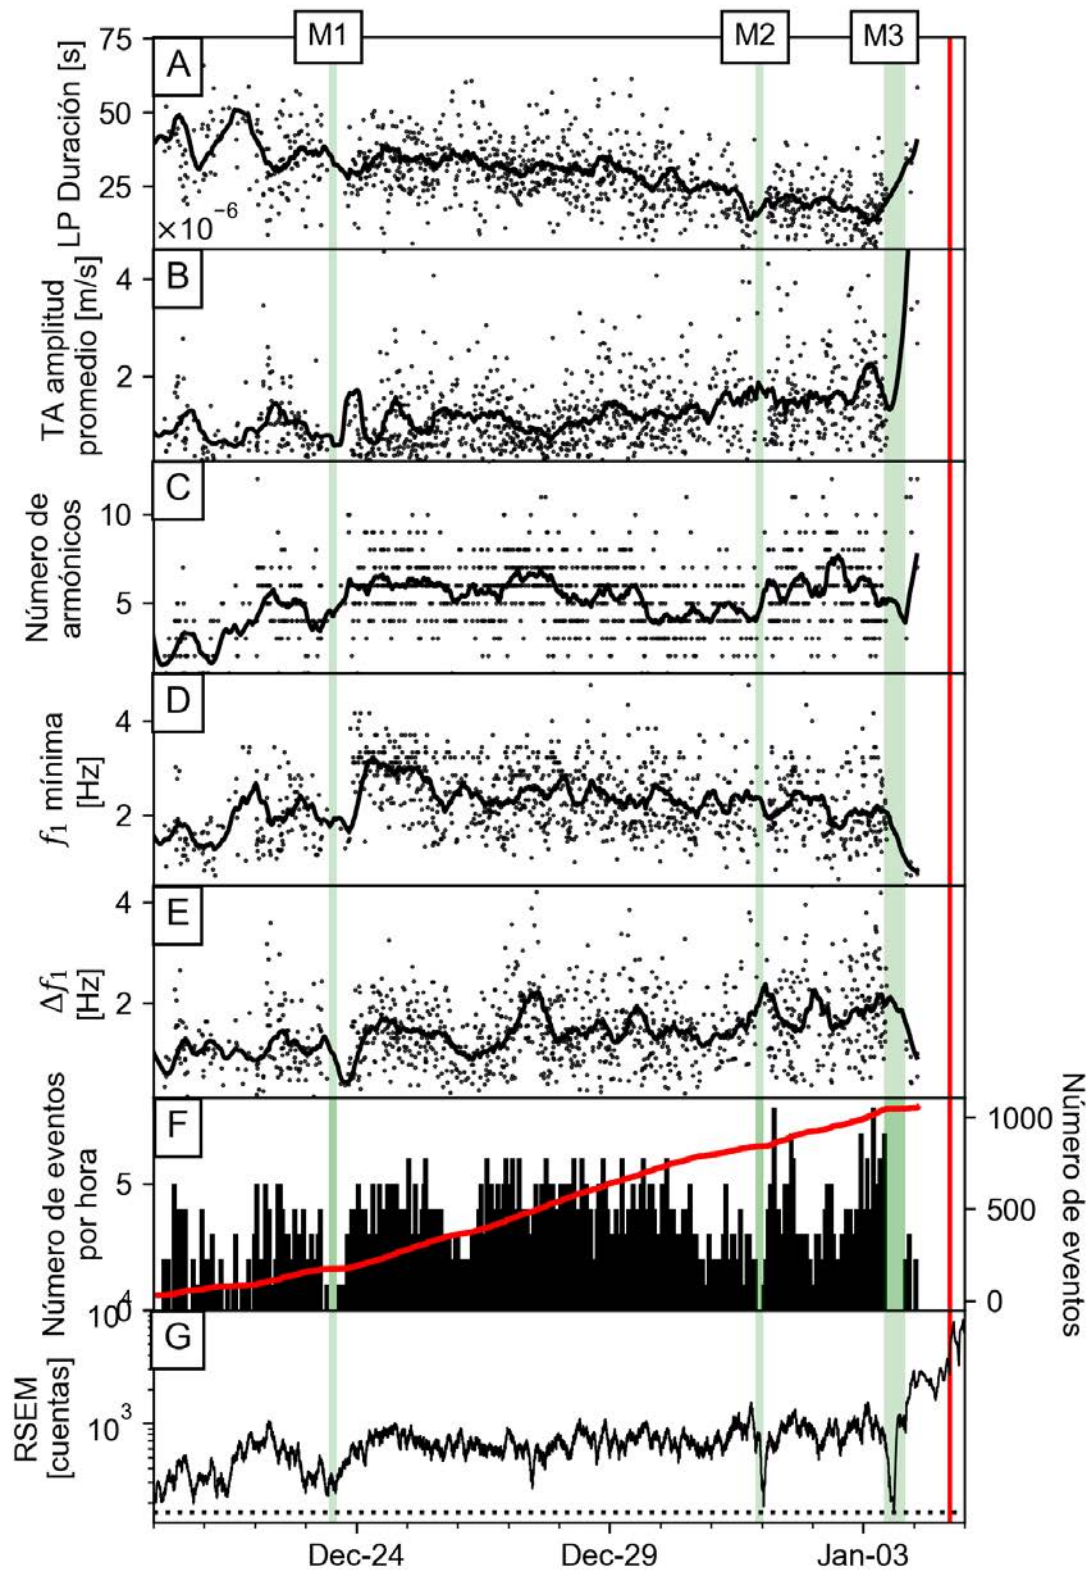 M1
M2
M3
A
LP Duración [s]
75
50
25
×10⁻⁶
B
TA amplitud
promedio [m/s]
4
2
C
Número de
armónicos
10
5
D
f₁ mínima
[Hz]
4
2
E
Δf₁
[Hz]
4
2
F
Número de eventos
por hora
5
0
1000
500
0
Número de eventos
G
RSEM
[cuentas]
10⁴
10³
Dec-24
Dec-29
Jan-03